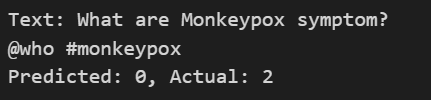 Text: What are Monkeypox symptom?
@who #monkeypox
Predicted: 0, Actual: 2